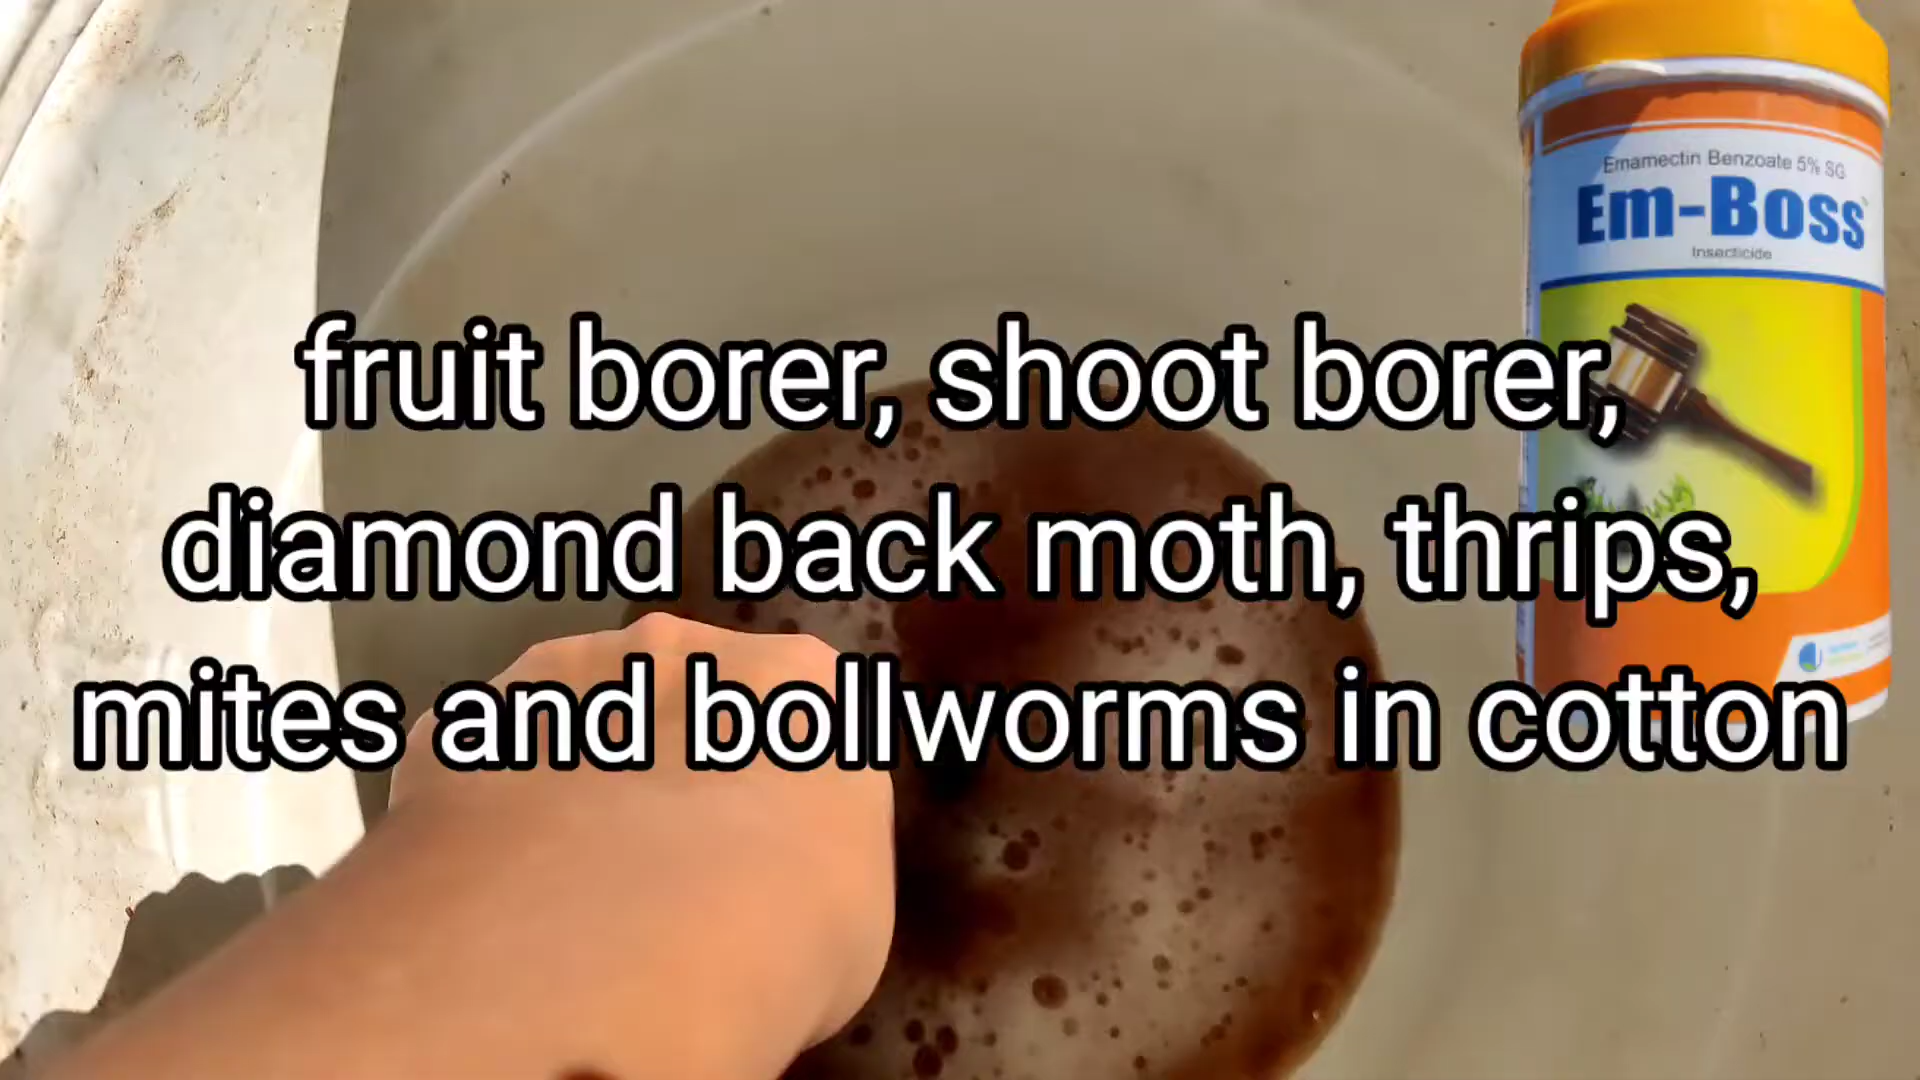 Emamectin Benzoate 5% SG
Em-Boss
Insecticide
fruit borer, shoot borer,
diamond back moth, thrips,
mites and bollworms in cotton